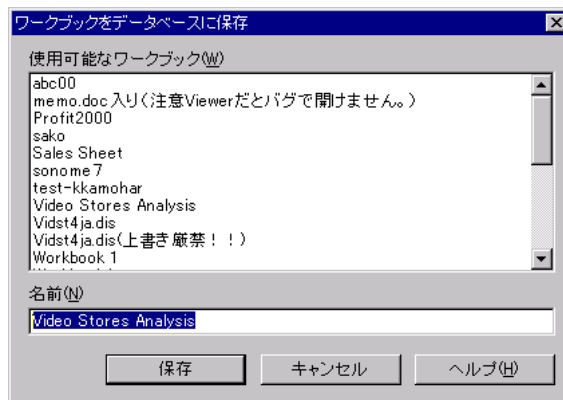 ワークブックをデータベースに保存
使用可能なワークブック(W)
abc00
memo.doc入り(注意Viewerだとバグで開けません。)
Profit2000
sako
Sales Sheet
sonome7
test-kkamohar
Video Stores Analysis
Vidst4ja.dis
Vidst4ja.dis(上書き厳禁！！)
Workbook 1
名前(N)
Video Stores Analysis
保存 キャンセル ヘルプ(H)